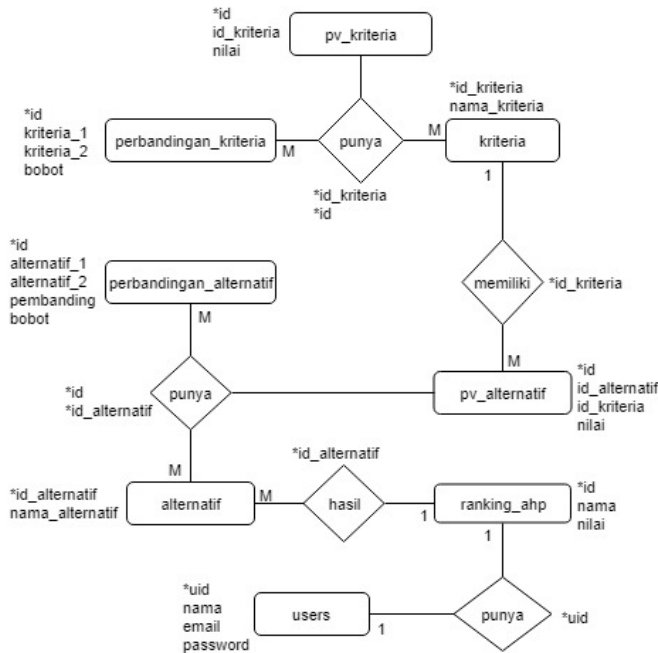 *id
id_kriteria
nilai
pv_kriteria
*id_kriteria
nama_kriteria
*id
kriteria_1
kriteria_2
bobot
perbandingan_kriteria
M
punya
M
kriteria
1
*id_kriteria
*id
*id
alternatif_1
alternatif_2
pembanding
bobot
perbandingan_alternatif
M
memiliki
*id_kriteria
M
*id
*id_alternatif
punya
pv_alternatif
*id
id_alternatif
id_kriteria
nilai
M
*id_alternatif
*id_alternatif
nama_alternatif
alternatif
M
hasil
1
ranking_ahp
*id
nama
nilai
1
*uid
nama
email
password
users
1
punya
*uid